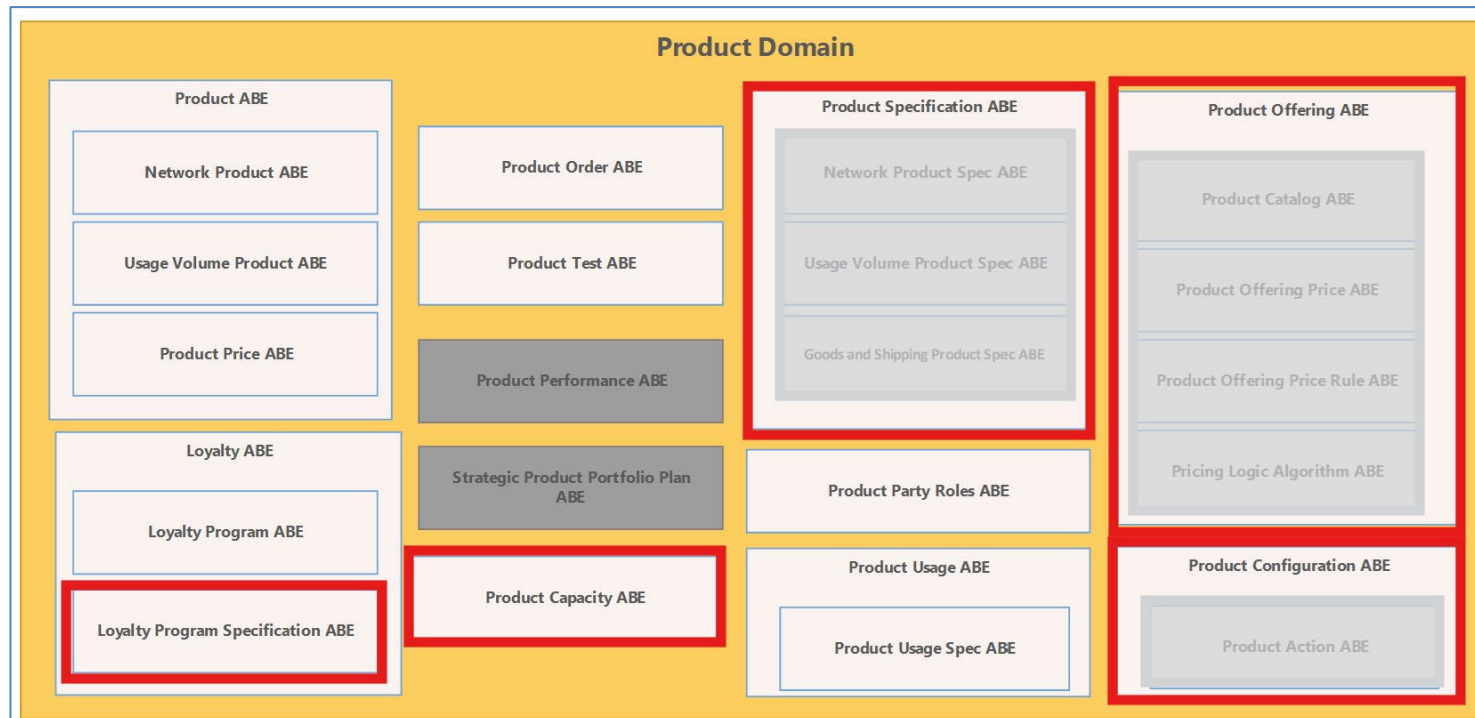 Product Domain
Product ABE
Network Product ABE
Usage Volume Product ABE
Product Price ABE
Loyalty ABE
Loyalty Program ABE
Loyalty Program Specification ABE
Product Order ABE
Product Test ABE
Product Performance ABE
Strategic Product Portfolio Plan
ABE
Product Capacity ABE
Product Specification ABE
Network Product Spec ABE
Usage Volume Product Spec ABE
Goods and Shipping Product Spec ABE
Product Party Roles ABE
Product Usage ABE
Product Usage Spec ABE
Product Offering ABE
Product Catalog ABE
Product Offering Price ABE
Product Offering Price Rule ABE
Pricing Logic Algorithm ABE
Product Configuration ABE
Product Action ABE